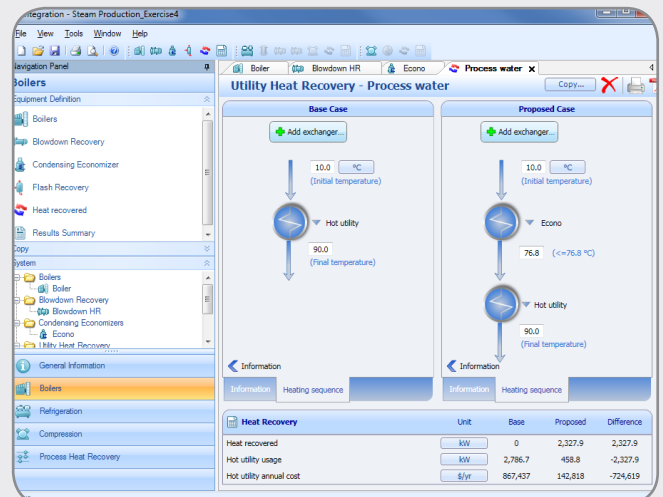 ntegration - Steam Production_Exercise4
File View Tools Window Help
Navigation Panel
Boilers
Equipment Definition
Boilers
Blowdown Recovery
Condensing Economizer
Flash Recovery
Heat recovered
Results Summary
Copy
System
Boilers
Boiler
Blowdown Recovery
Blowdown HR
Condensing Economizers
Econo
Utility Heat Recovery
General Information
Boilers
Refrigeration
Compression
Process Heat Recovery
Boiler Blowdown HR Econo Process water x
Utility Heat Recovery - Process water Copy...
Base Case
Add exchanger...
10.0 °C
(Initial temperature)
Hot utility
90.0
(Final temperature)
Information
Information Heating sequence
Proposed Case
Add exchanger...
10.0 °C
(Initial temperature)
Econo
76.8 (<=76.8 °C)
Hot utility
90.0
(Final temperature)
Information
Information Heating sequence
Heat Recovery Unit Base Proposed Difference
Heat recovered kW 0 2,327.9 2,327.9
Hot utility usage kW 2,786.7 458.8 -2,327.9
Hot utility annual cost $/yr 867,437 142,818 -724,619